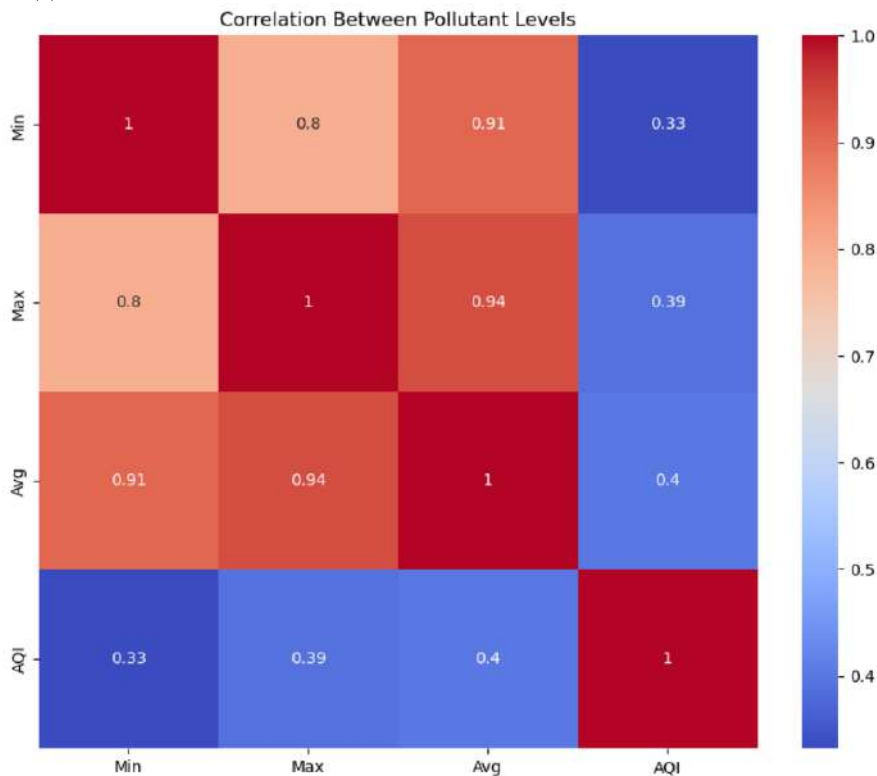 Correlation Between Pollutant Levels
1.0
Min 1 0.8 0.91 0.33
0.9
0.8
Max 0.8 1 0.94 0.39
0.7
0.6
Avg 0.91 0.94 1 0.4
0.5
AQI 0.33 0.39 0.4 1
0.4
Min Max Avg AQI